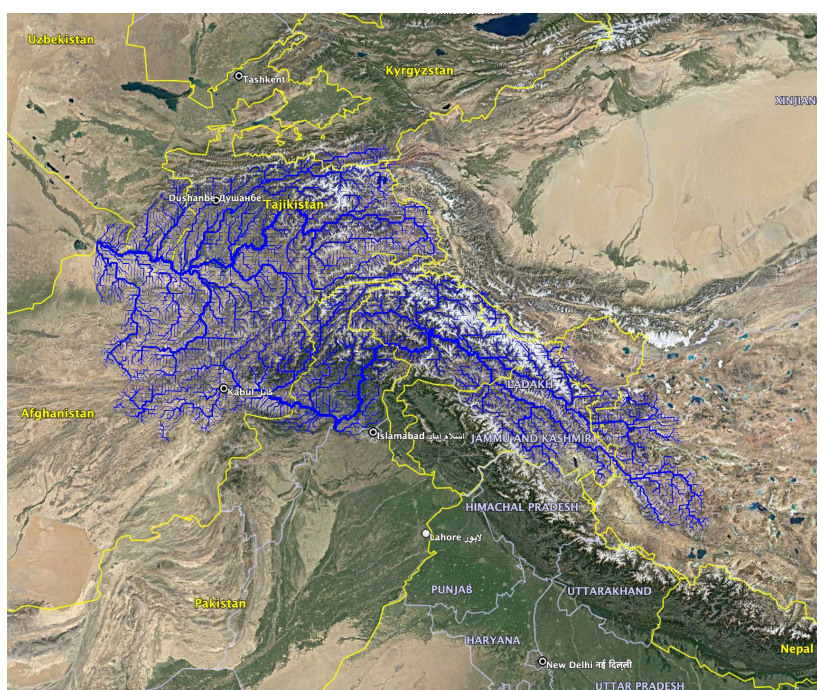 Uzbekistan
Tashkent
Kyrgyzstan
XINJIAN
Dushanbe Душанбе
Tajikistan
LADAKH
Kabul کابل
Afghanistan
Islamabad اسلام آباد
JAMMU AND KASHMIR
HIMACHAL PRADESH
Lahore لاہور
PUNJAB
UTTARAKHAND
Pakistan
HARYANA
Nepal
New Delhi नई दिल्ली
UTTAR PRADESH